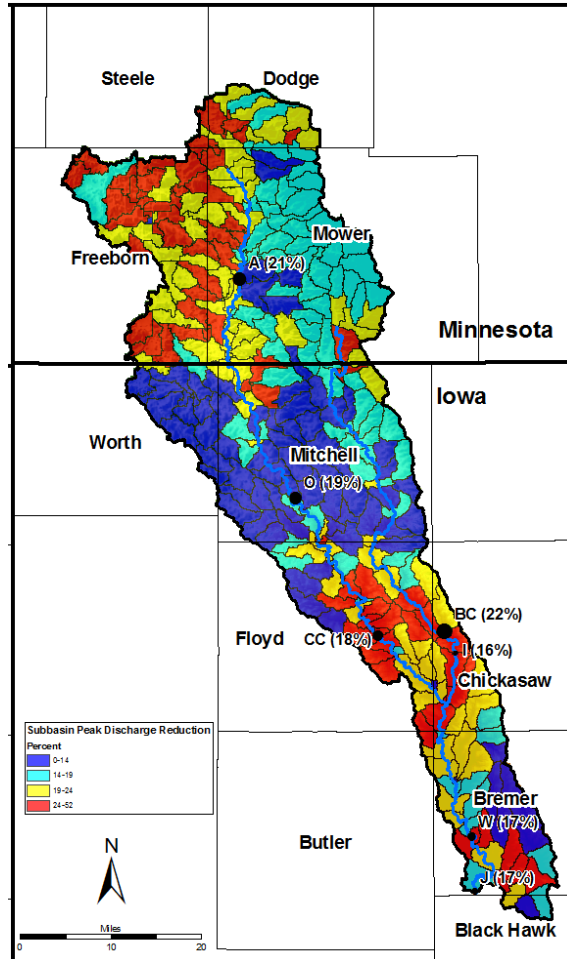 Steele
Dodge
Mower
Freeborn
A (21%)
Minnesota
Iowa
Worth
Mitchell
O (19%)
BC (22%)
CC (18%)
I (16%)
Floyd
Chickasaw
Subbasin Peak Discharge Reduction
Percent
0-14
14-19
19-24
24-52
Bremer
W (17%)
Butler
J (17%)
N
Black Hawk
Miles
0 5 10 20